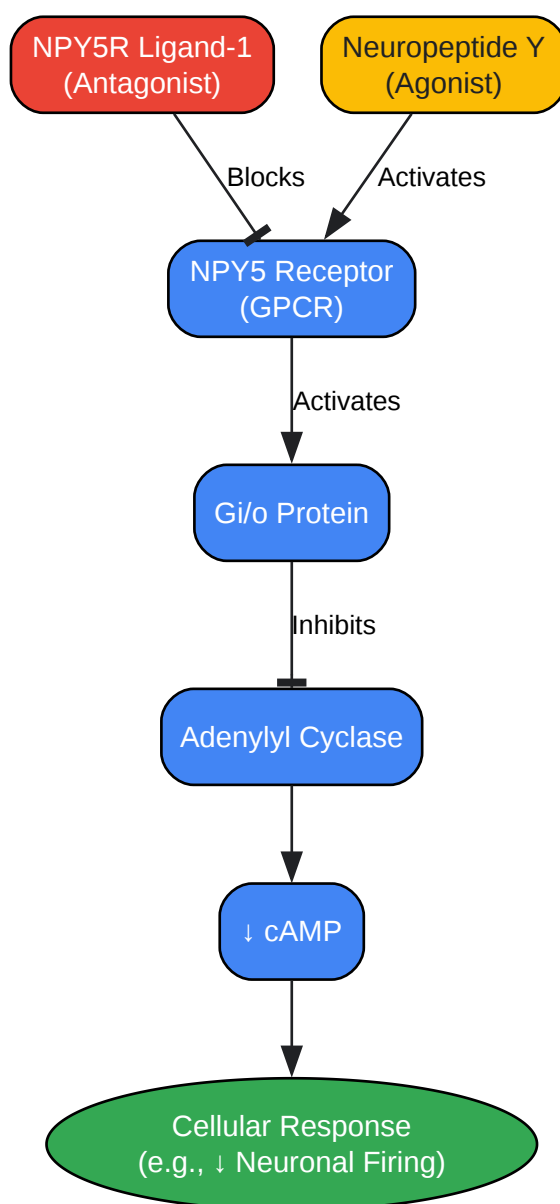 NPY5R Ligand-1
(Antagonist)
Neuropeptide Y
(Agonist)
Blocks
Activates
NPY5 Receptor
(GPCR)
Activates
Gi/o Protein
Inhibits
Adenylyl Cyclase
↓ cAMP
Cellular Response
(e.g., ↓ Neuronal Firing)